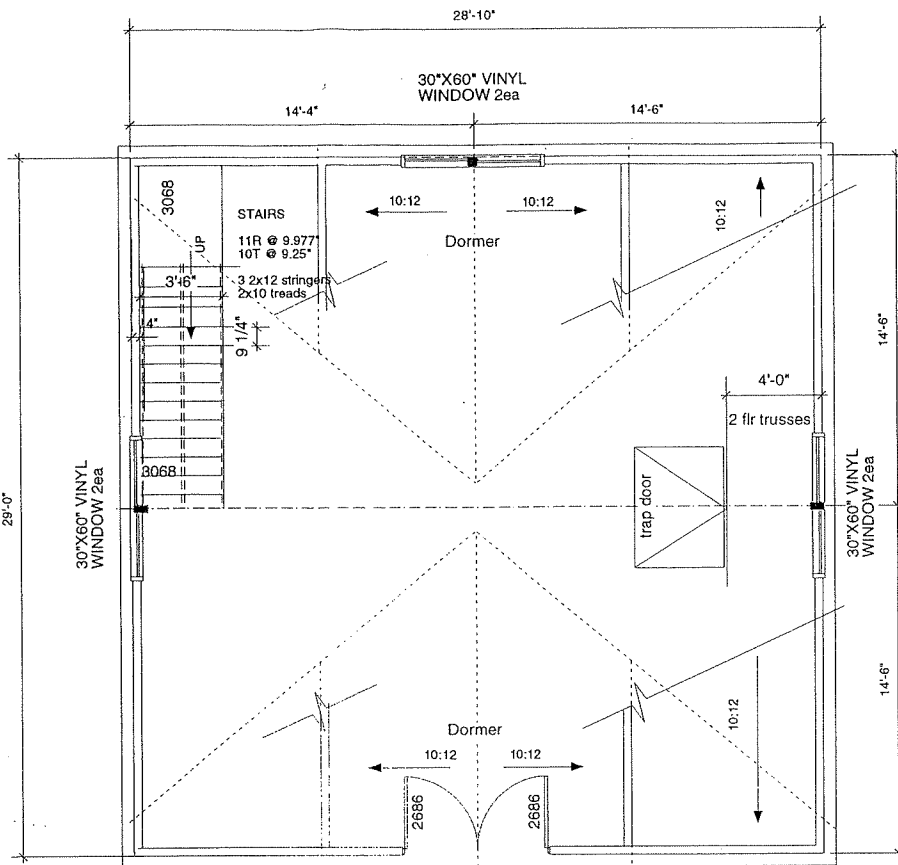 28'-10"
30"X60" VINYL
WINDOW 2ea
14'-4"
14'-6"
3068
STAIRS
11R @ 9.977"
10T @ 9.25"
3 2x12 stringers
2x10 treads
UP
3'-6"
4"
9 1/4"
10:12
10:12
Dormer
10:12
14'-6"
4'-0"
2 flr trusses
3068
trap door
30"X60" VINYL
WINDOW 2ea
30"X60" VINYL
WINDOW 2ea
29'-0"
14'-6"
10:12
Dormer
10:12
10:12
2686
2686